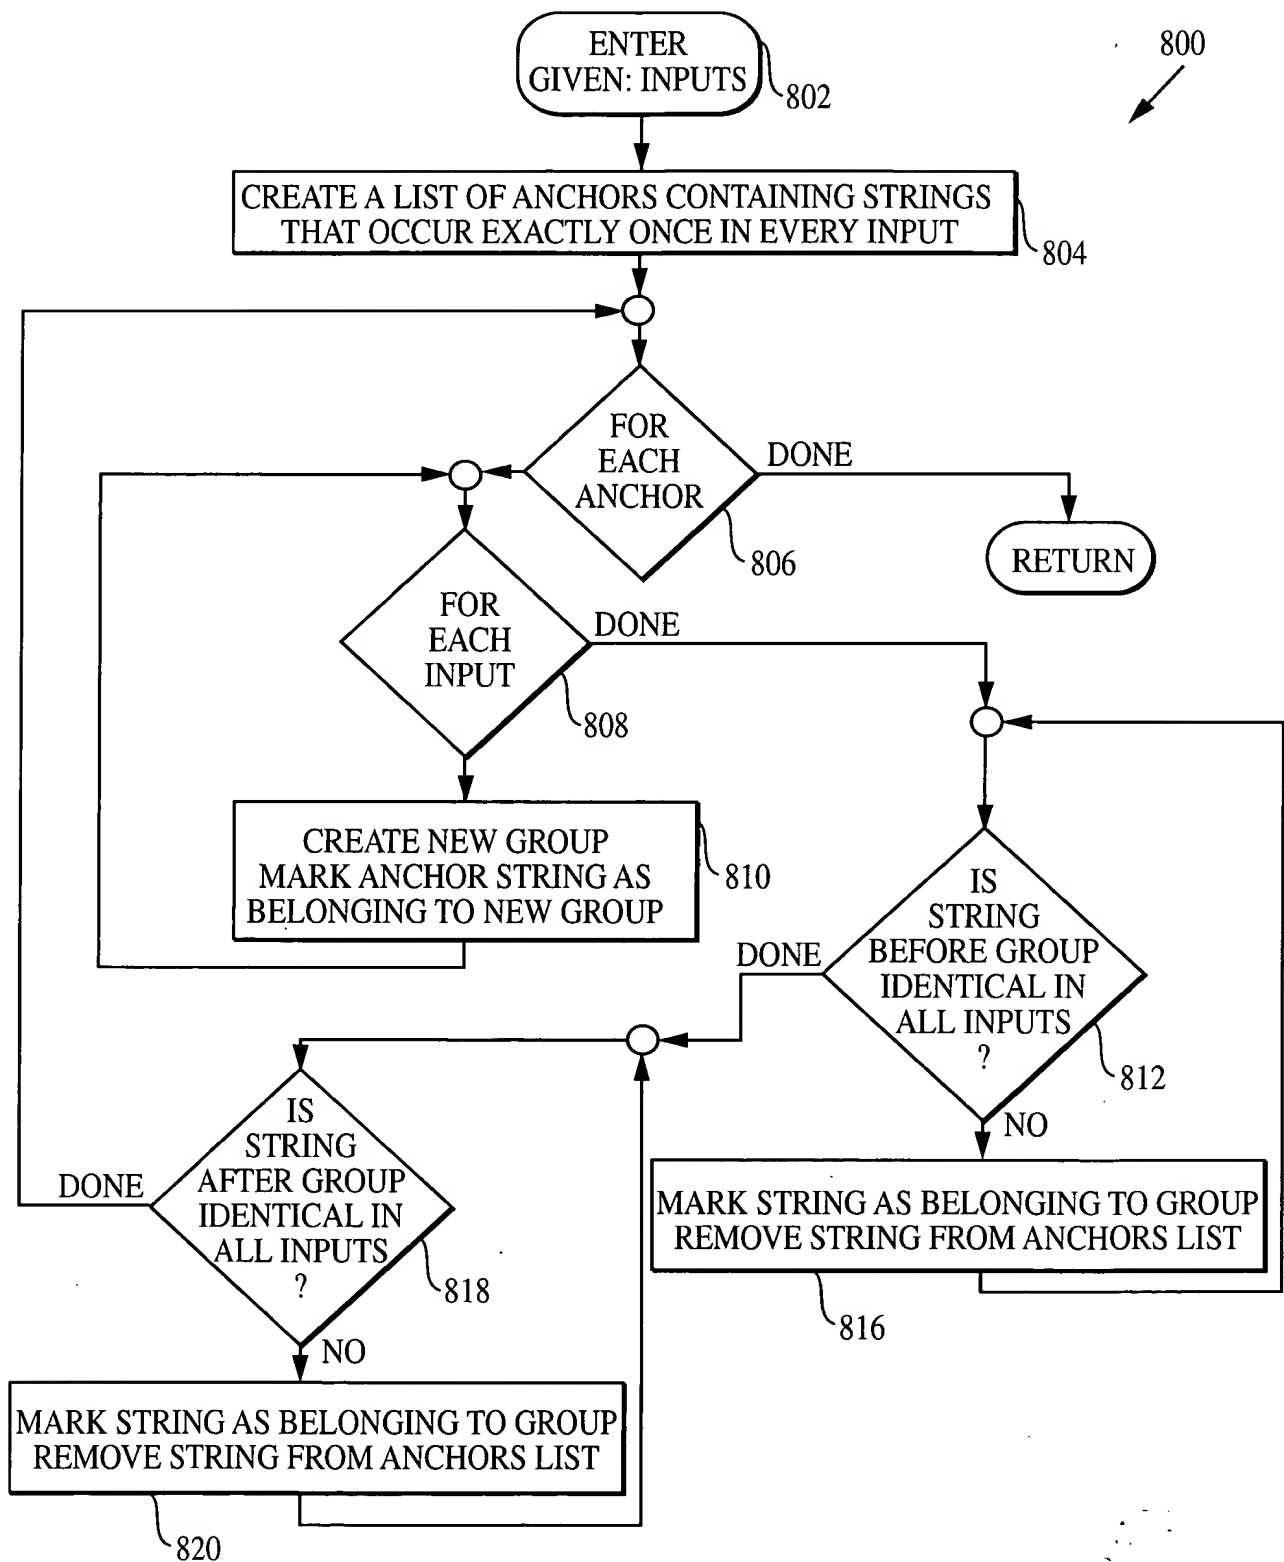 800
ENTER
GIVEN: INPUTS
802
CREATE A LIST OF ANCHORS CONTAINING STRINGS
THAT OCCUR EXACTLY ONCE IN EVERY INPUT
804
FOR
EACH
ANCHOR
DONE
806
RETURN
FOR
EACH
INPUT
DONE
808
CREATE NEW GROUP
MARK ANCHOR STRING AS
BELONGING TO NEW GROUP
810
IS
STRING
BEFORE GROUP
IDENTICAL IN
ALL INPUTS
?
DONE
812
NO
MARK STRING AS BELONGING TO GROUP
REMOVE STRING FROM ANCHORS LIST
816
IS
STRING
AFTER GROUP
IDENTICAL IN
ALL INPUTS
?
DONE
818
NO
MARK STRING AS BELONGING TO GROUP
REMOVE STRING FROM ANCHORS LIST
820